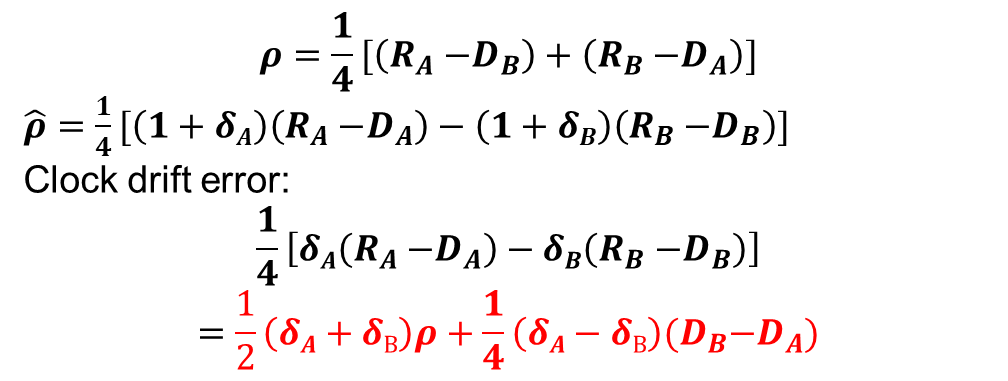 ρ = 1/4 [(R_A − D_B) + (R_B − D_A)]
ρ̂ = 1/4 [(1 + δ_A)(R_A − D_A) − (1 + δ_B)(R_B − D_B)]
Clock drift error:
1/4 [δ_A(R_A − D_A) − δ_B(R_B − D_B)]
= 1/2 (δ_A + δ_B)ρ + 1/4 (δ_A − δ_B)(D_B − D_A)